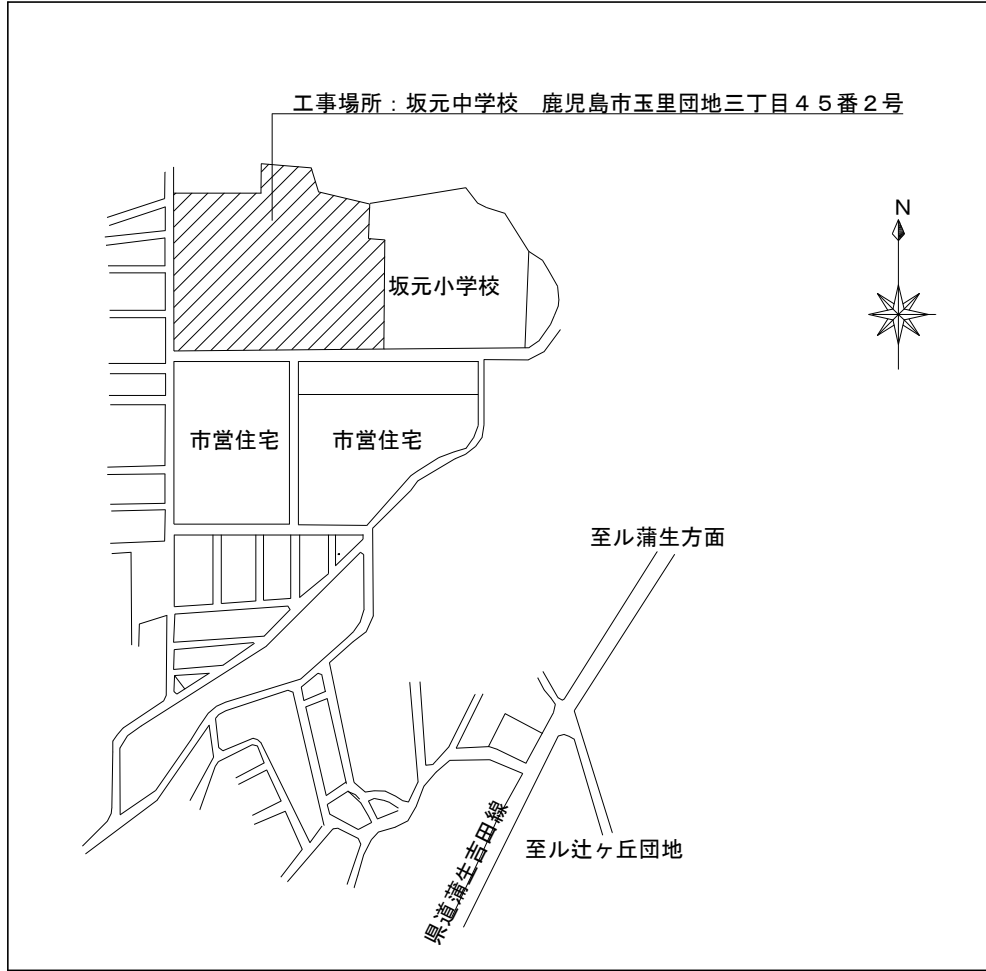 工事場所：坂元中学校　鹿児島市玉里団地三丁目４５番２号
N
坂元小学校
市営住宅
市営住宅
至ル蒲生方面
県道蒲生吉田線
至ル辻ヶ丘団地